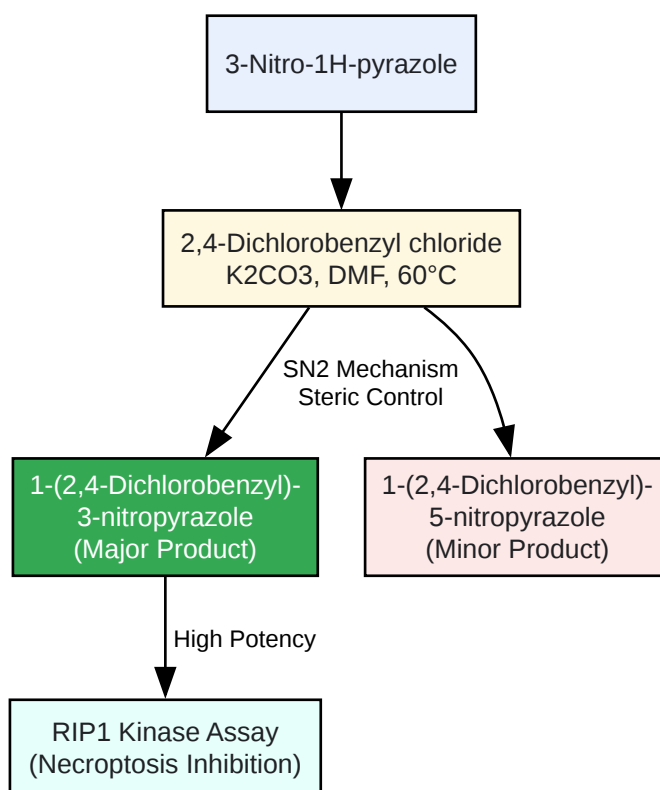 3-Nitro-1H-pyrazole
2,4-Dichlorobenzyl chloride
K2CO3, DMF, 60°C
SN2 Mechanism
Steric Control
1-(2,4-Dichlorobenzyl)-
3-nitropyrazole
(Major Product)
1-(2,4-Dichlorobenzyl)-
5-nitropyrazole
(Minor Product)
High Potency
RIP1 Kinase Assay
(Necroptosis Inhibition)